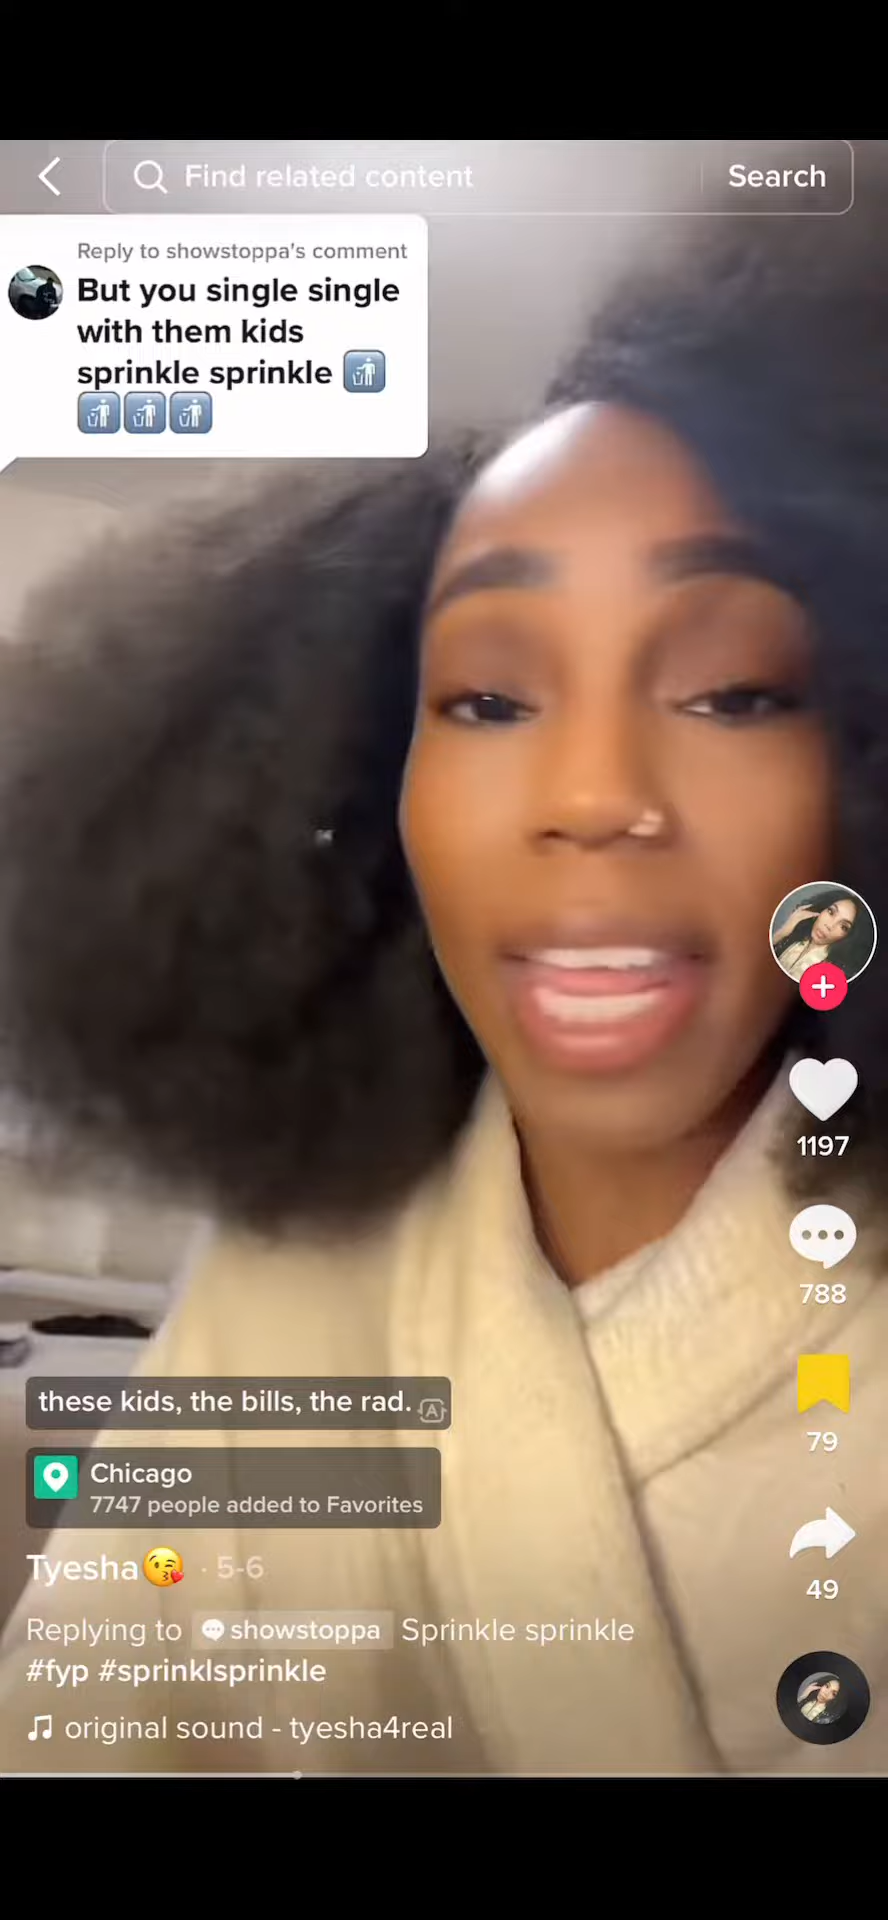 Find related content
Search
Reply to showstoppa's comment
But you single single
with them kids
sprinkle sprinkle 🚮
🚮🚮🚮
1197
788
these kids, the bills, the rad.
79
Chicago
7747 people added to Favorites
Tyesha😘 · 5-6
49
Replying to showstoppa Sprinkle sprinkle
#fyp #sprinklsprinkle
original sound - tyesha4real